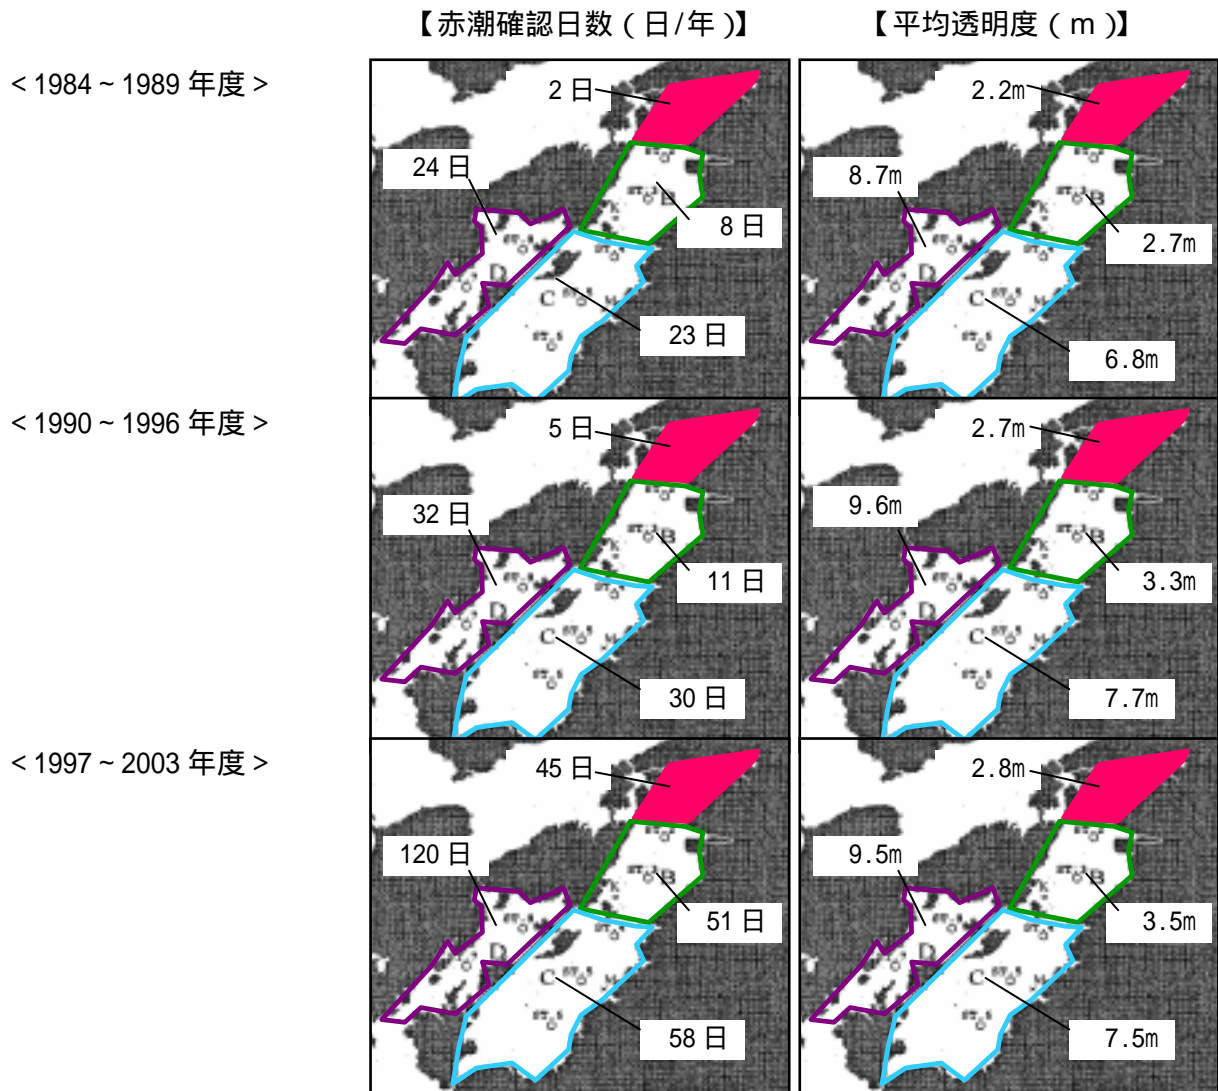 【赤潮確認日数(日/年)】 【平均透明度(m)】
<1984~1989 年度>
2 日
24 日
8 日
23 日
2.2m
8.7m
2.7m
6.8m
B
D
C
<1990~1996 年度>
5 日
32 日
11 日
30 日
2.7m
9.6m
3.3m
7.7m
B
D
C
<1997~2003 年度>
45 日
120 日
51 日
58 日
2.8m
9.5m
3.5m
7.5m
B
D
C